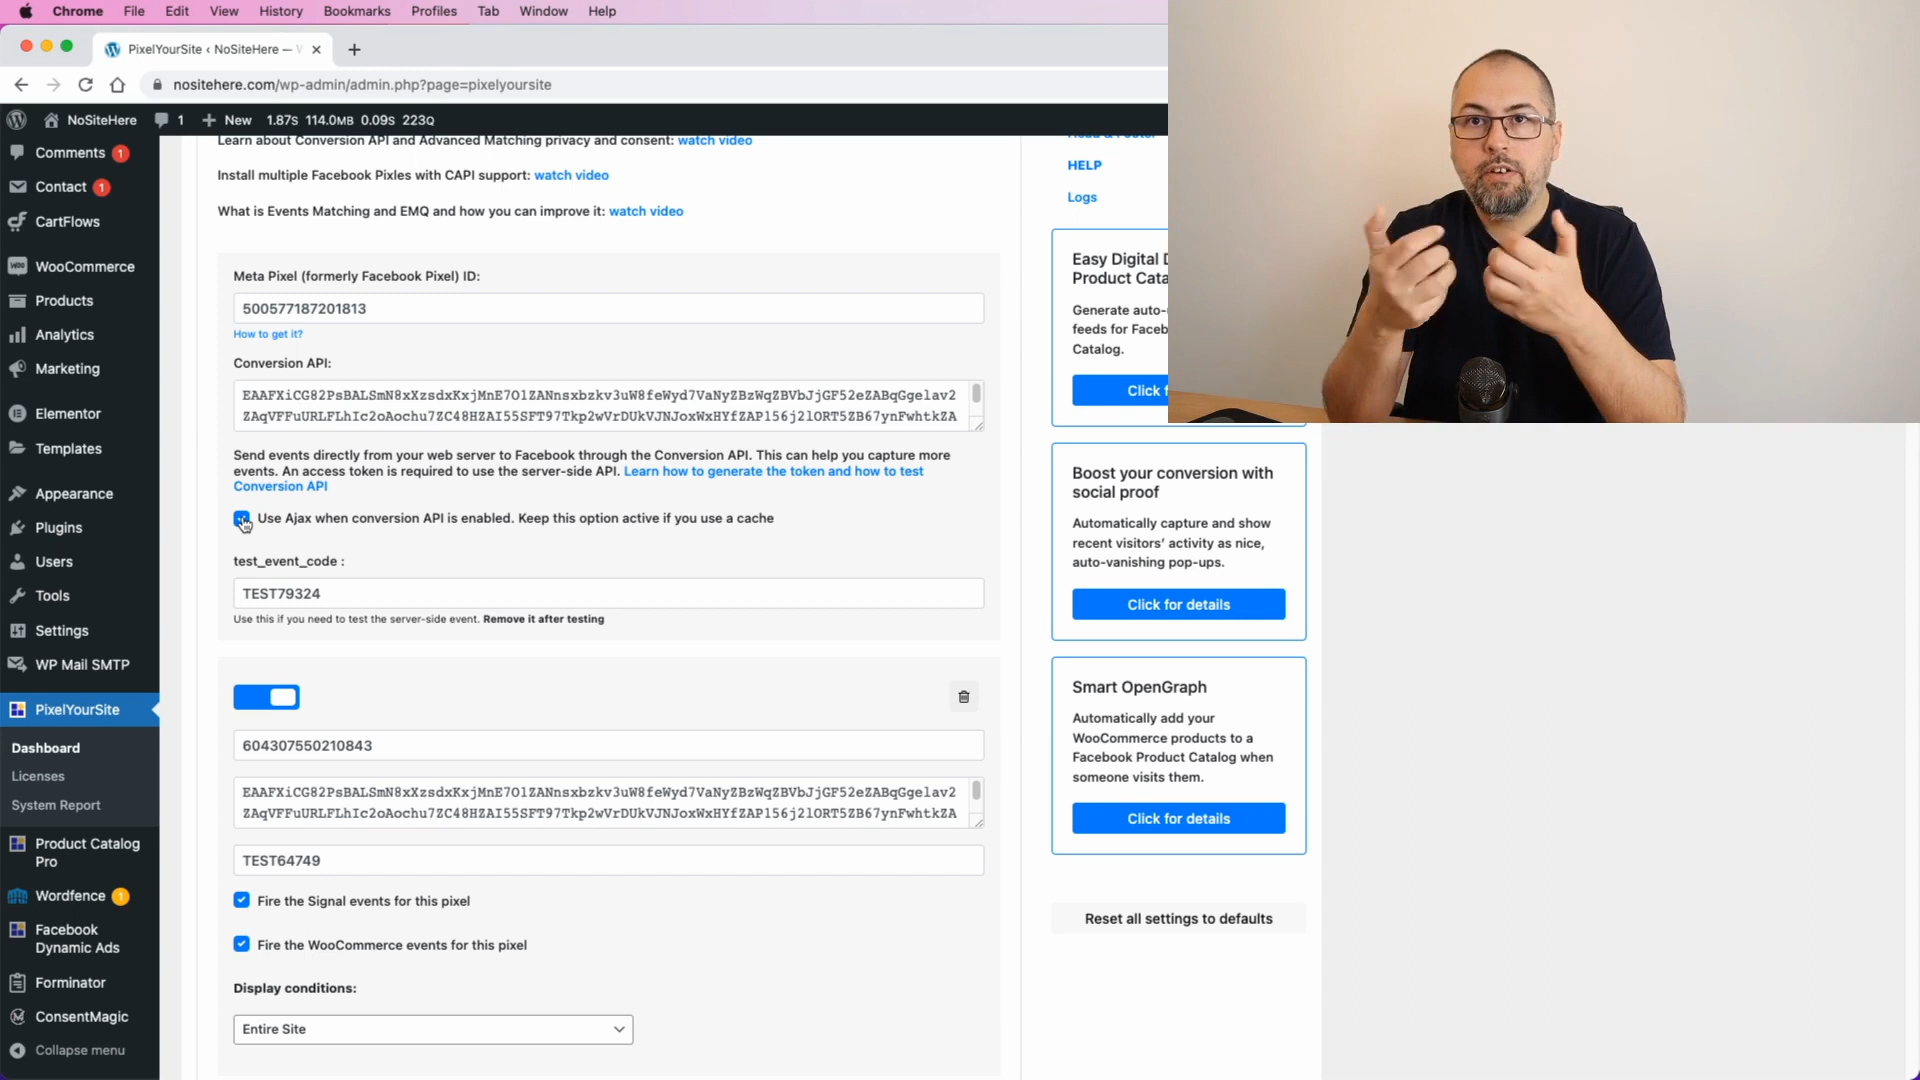 Chrome File Edit View History Bookmarks Profiles Tab Window Help
PixelYourSite ‹ NoSiteHere —
nositehere.com/wp-admin/admin.php?page=pixelyoursite
NoSiteHere 1 New 1.87S 114.0MB 0.09S 223Q
Comments 1
Contact 1
CartFlows
WooCommerce
Products
Analytics
Marketing
Elementor
Templates
Appearance
Plugins
Users
Tools
Settings
WP Mail SMTP
PixelYourSite
Dashboard
Licenses
System Report
Product Catalog
Pro
Wordfence 1
Facebook
Dynamic Ads
Forminator
ConsentMagic
Collapse menu
Learn about Conversion API and Advanced Matching privacy and consent: watch video
Install multiple Facebook Pixles with CAPI support: watch video
What is Events Matching and EMQ and how you can improve it: watch video
Meta Pixel (formerly Facebook Pixel) ID:
500577187201813
How to get it?
Conversion API:
EAAFXiCG82PsBALSmN8xXzsdxKxjMnE7OlZANnsxbzkv3uW8feWyd7VaNyZBzWqZBVbJjGF52eZABqGgelav2
ZAqVFFuURLFLhIc2oAochu7ZC48HZAI55SFT97Tkp2wVrDUkVJNJoxWxHYfZAP156j2lORT5ZB67ynFwhtkZA
Send events directly from your web server to Facebook through the Conversion API. This can help you capture more
events. An access token is required to use the server-side API. Learn how to generate the token and how to test
Conversion API
Use Ajax when conversion API is enabled. Keep this option active if you use a cache
test_event_code :
TEST79324
Use this if you need to test the server-side event. Remove it after testing
604307550210843
EAAFXiCG82PsBALSmN8xXzsdxKxjMnE7OlZANnsxbzkv3uW8feWyd7VaNyZBzWqZBVbJjGF52eZABqGgelav2
ZAqVFFuURLFLhIc2oAochu7ZC48HZAI55SFT97Tkp2wVrDUkVJNJoxWxHYfZAP156j2lORT5ZB67ynFwhtkZA
TEST64749
Fire the Signal events for this pixel
Fire the WooCommerce events for this pixel
Display conditions:
Entire Site
HELP
Logs
Easy Digital
Product Cata
Generate auto-
feeds for Faceb
Catalog.
Click
Boost your conversion with
social proof
Automatically capture and show
recent visitors' activity as nice,
auto-vanishing pop-ups.
Click for details
Smart OpenGraph
Automatically add your
WooCommerce products to a
Facebook Product Catalog when
someone visits them.
Click for details
Reset all settings to defaults